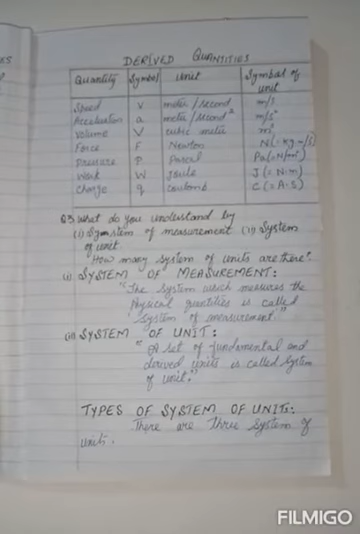 DERIVED QUANTITIES
Quantity Symbol Unit Symbol of unit
Speed v meter/second m/s
Acceleration a meter/second² m/s²
Volume V cubic meter m³
Force F Newton N(=kg-m/s²)
Pressure P Pascal Pa(=N/m²)
Work W Joule J(=N.m)
Charge q Coulomb C(=A.S)
Q3. What do you understand by
(i) System of measurement (ii) System
of unit.
"How many system of units are there".
(i) SYSTEM OF MEASUREMENT:
"The system which measures the
physical quantities is called
system of measurement."
(ii) SYSTEM OF UNIT:
"A set of fundamental and
derived units is called System
of unit."
TYPES OF SYSTEM OF UNITS:
There are three System of
units.
FILMIGO